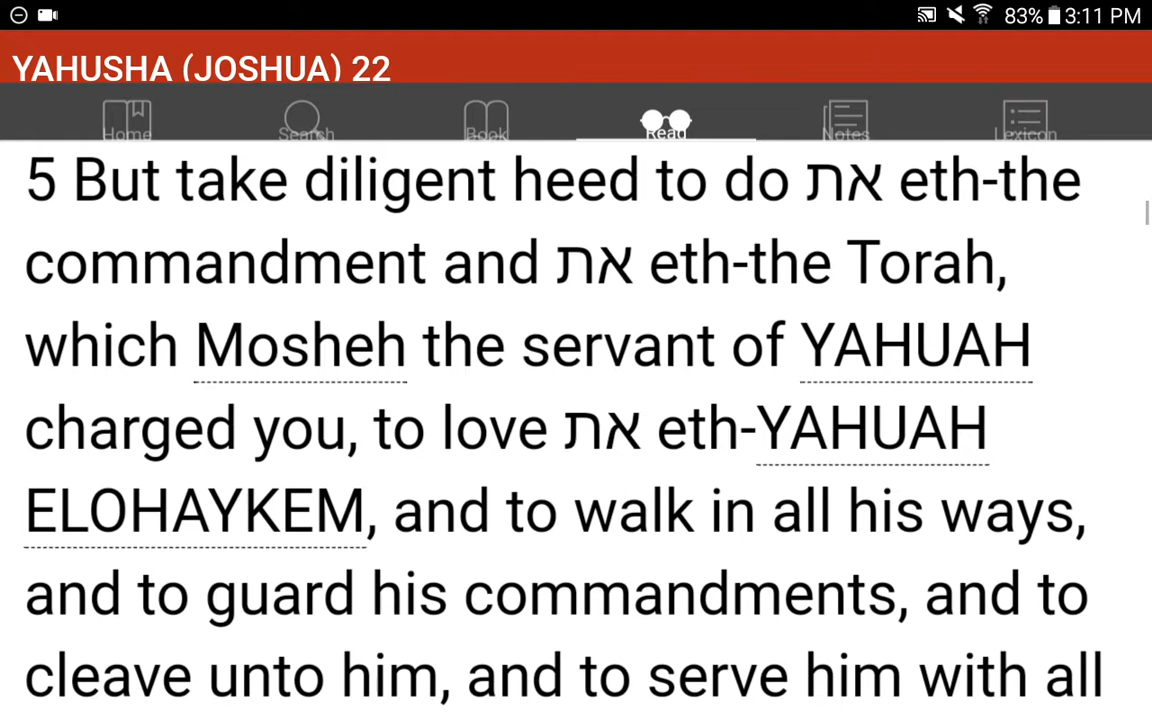 83% 3:11 PM
YAHUSHA (JOSHUA) 22
Home Search Book Read Notes Lexicon
5 But take diligent heed to do את eth-the
commandment and את eth-the Torah,
which Mosheh the servant of YAHUAH
charged you, to love את eth-YAHUAH
ELOHAYKEM, and to walk in all his ways,
and to guard his commandments, and to
cleave unto him, and to serve him with all